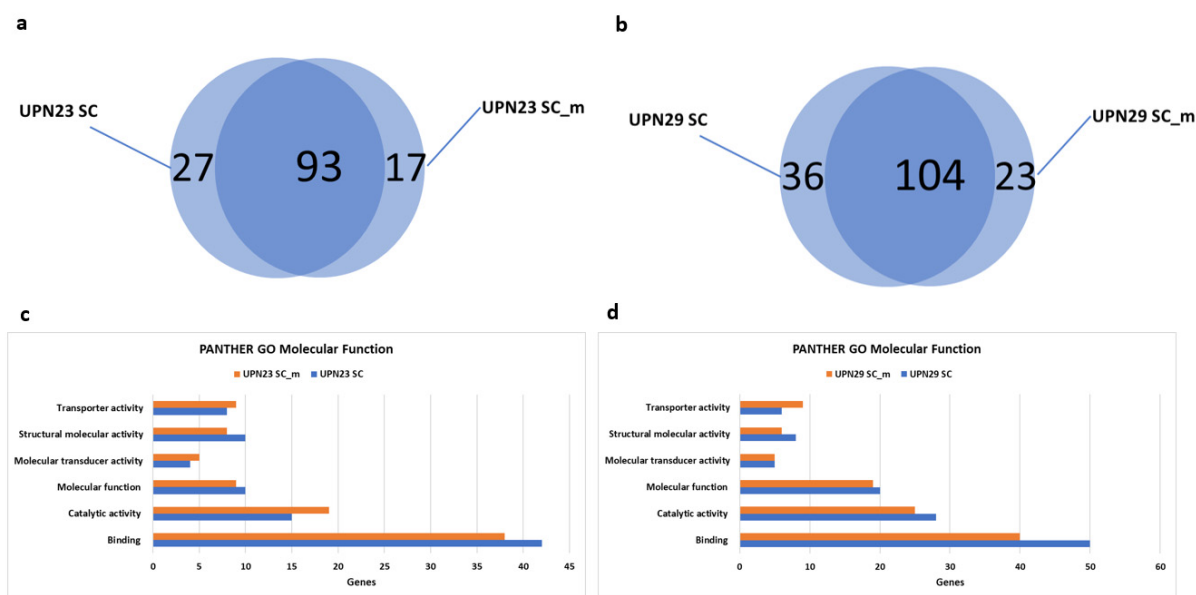 a
b
UPN23 SC
UPN23 SC_m
27
93
17
UPN29 SC
UPN29 SC_m
36
104
23
c
PANTHER GO Molecular Function
UPN23 SC_m UPN23 SC
Transporter activity
Structural molecular activity
Molecular transducer activity
Molecular function
Catalytic activity
Binding
0 5 10 15 20 25 30 35 40 45
Genes
d
PANTHER GO Molecular Function
UPN29 SC_m UPN29 SC
Transporter activity
Structural molecular activity
Molecular transducer activity
Molecular function
Catalytic activity
Binding
0 10 20 30 40 50 60
Genes